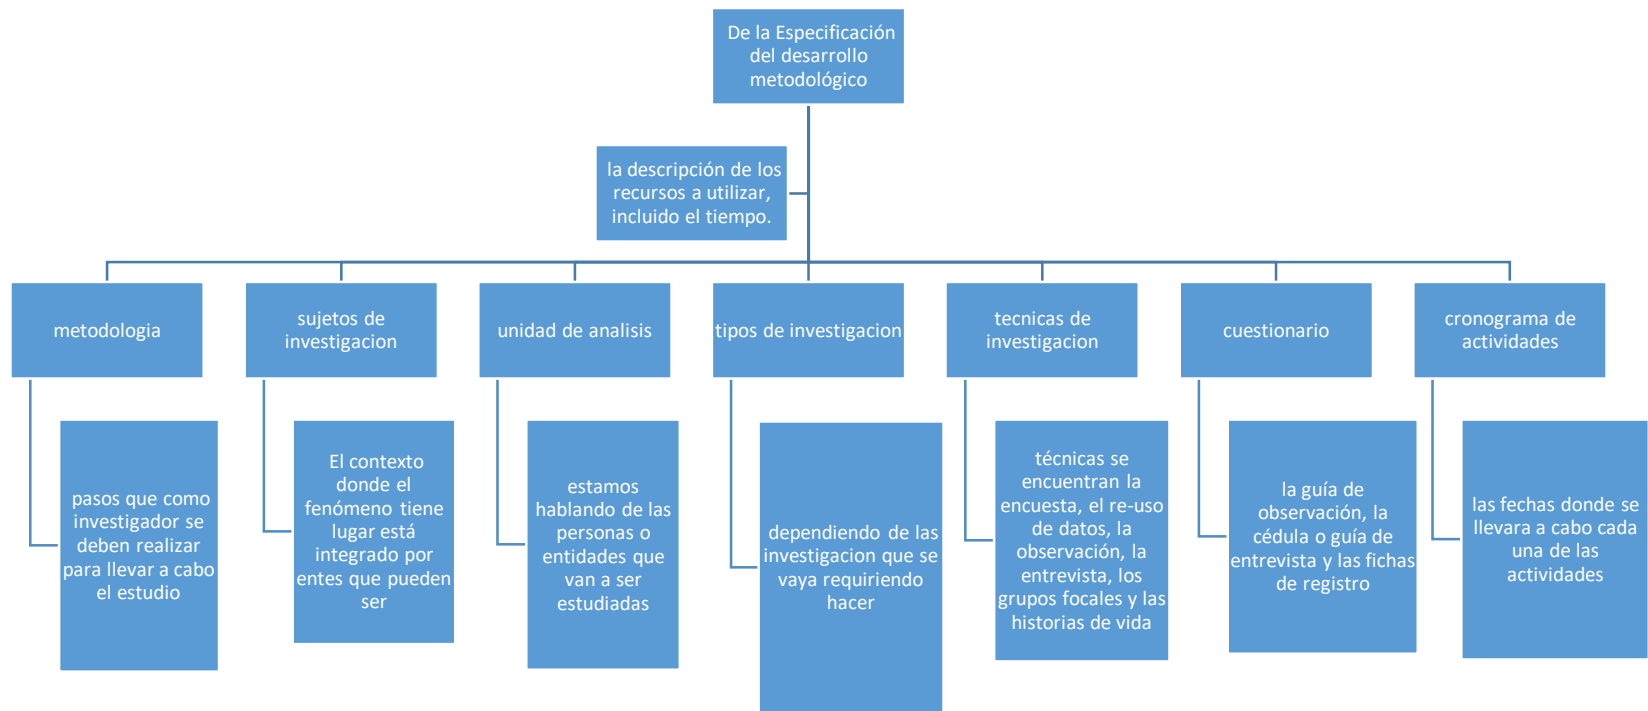 De la Especificación
del desarrollo
metodológico
la descripción de los
recursos a utilizar,
incluido el tiempo.
metodologia
sujetos de
investigacion
unidad de analisis
tipos de investigacion
tecnicas de
investigacion
cuestionario
cronograma de
actividades
pasos que como
investigador se
deben realizar
para llevar a cabo
el estudio
El contexto
donde el
fenómeno tiene
lugar está
integrado por
entes que pueden
ser
estamos
hablando de las
personas o
entidades que
van a ser
estudiadas
dependiendo de las
investigacion que se
vaya requiriendo
hacer
técnicas se
encuentran la
encuesta, el re-uso
de datos, la
observación, la
entrevista, los
grupos focales y las
historias de vida
la guía de
observación, la
cédula o guía de
entrevista y las fichas
de registro
las fechas donde se
llevara a cabo cada
una de las
actividades